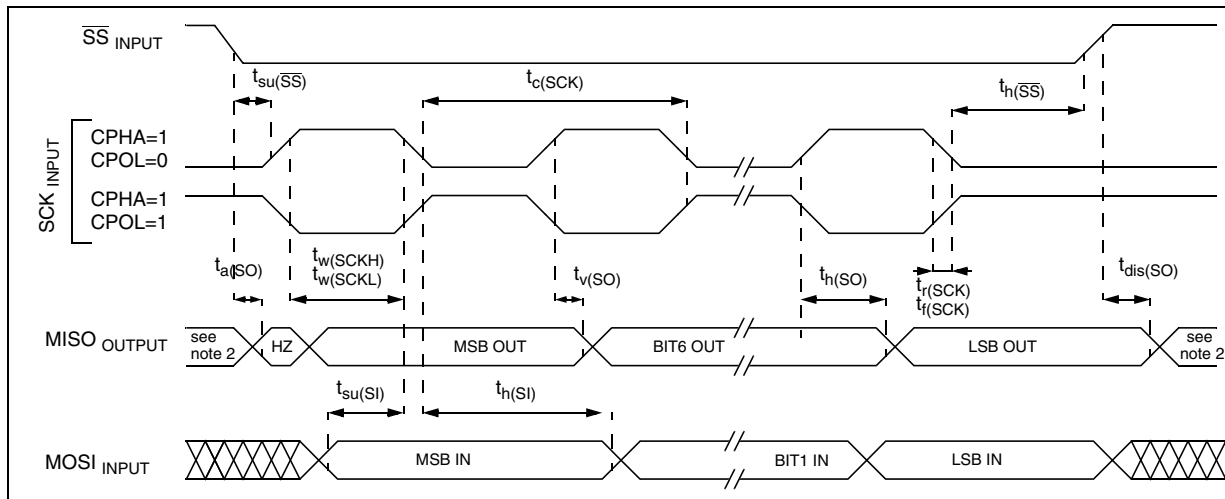 SS INPUT
tsu(SS)
tc(SCK)
th(SS)
SCK INPUT
CPHA=1
CPOL=0
CPHA=1
CPOL=1
ta(SO)
tw(SCKH)
tw(SCKL)
tv(SO)
th(SO)
tr(SCK)
tf(SCK)
tdis(SO)
MISO OUTPUT
see
note 2
HZ
MSB OUT
BIT6 OUT
LSB OUT
see
note 2
tsu(SI)
th(SI)
MOSI INPUT
MSB IN
BIT1 IN
LSB IN